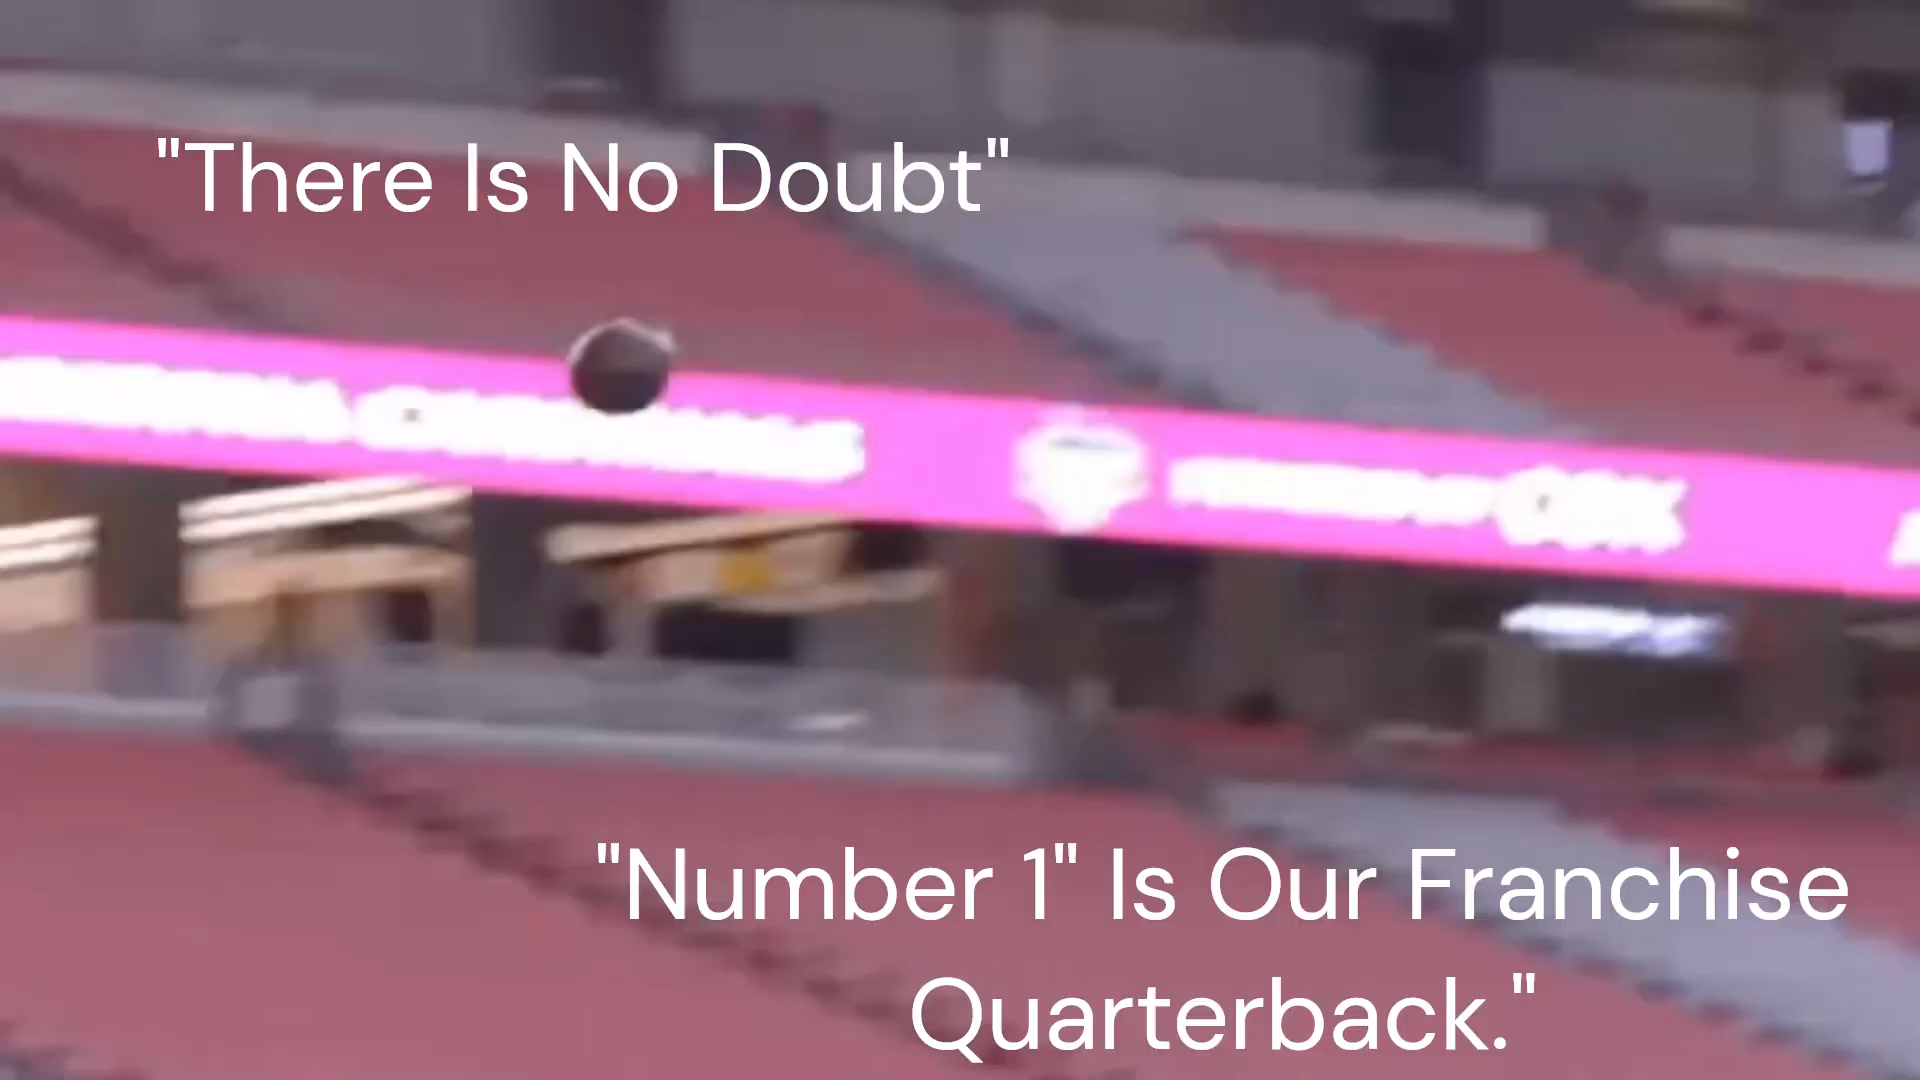 "There Is No Doubt"
"Number 1" Is Our Franchise
Quarterback."